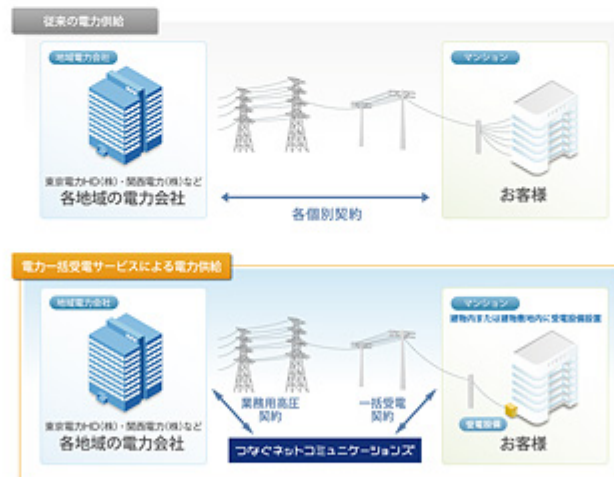 従来の電力供給
地域電力会社
マンション
東京電力HD(株)・関西電力(株)など
各地域の電力会社
各個別契約
お客様
電力一括受電サービスによる電力供給
地域電力会社
マンション
建物内または建物敷地内に受電設備設置
業務用高圧
契約
一括受電
契約
受電設備
東京電力HD(株)・関西電力(株)など
各地域の電力会社
つなぐネットコミュニケーションズ
お客様